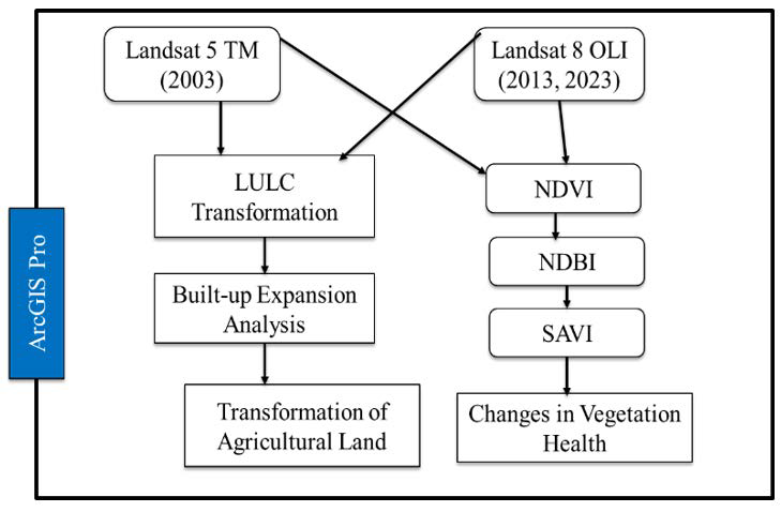 Landsat 5 TM
(2003)
Landsat 8 OLI
(2013, 2023)
LULC
Transformation
NDVI
NDBI
Built-up Expansion
Analysis
SAVI
Transformation of
Agricultural Land
Changes in Vegetation
Health
ArcGIS Pro